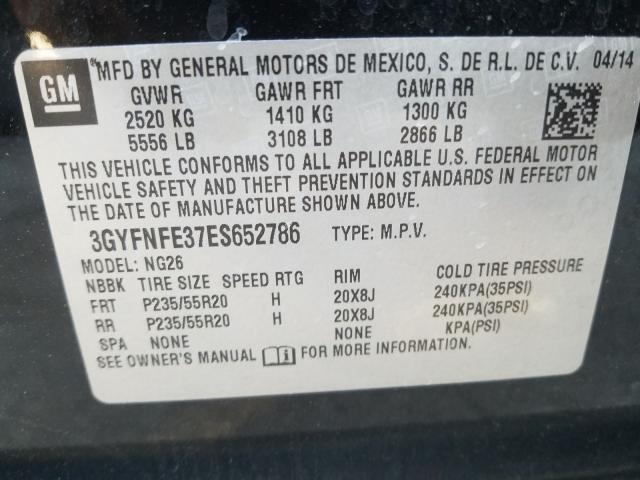 GM
MFD BY GENERAL MOTORS DE MEXICO, S. DE R.L. DE C.V. 04/14
GVWR GAWR FRT GAWR RR
2520 KG 1410 KG 1300 KG
5556 LB 3108 LB 2866 LB
THIS VEHICLE CONFORMS TO ALL APPLICABLE U.S. FEDERAL MOTOR
VEHICLE SAFETY AND THEFT PREVENTION STANDARDS IN EFFECT ON
THE DATE OF MANUFACTURE SHOWN ABOVE.
3GYFNFE37ES652786 TYPE: M.P.V.
MODEL: NG26
NBBK TIRE SIZE SPEED RTG RIM COLD TIRE PRESSURE
FRT P235/55R20 H 20X8J 240KPA(35PSI)
RR P235/55R20 H 20X8J 240KPA(35PSI)
SPA NONE NONE KPA(PSI)
SEE OWNER'S MANUAL FOR MORE INFORMATION.